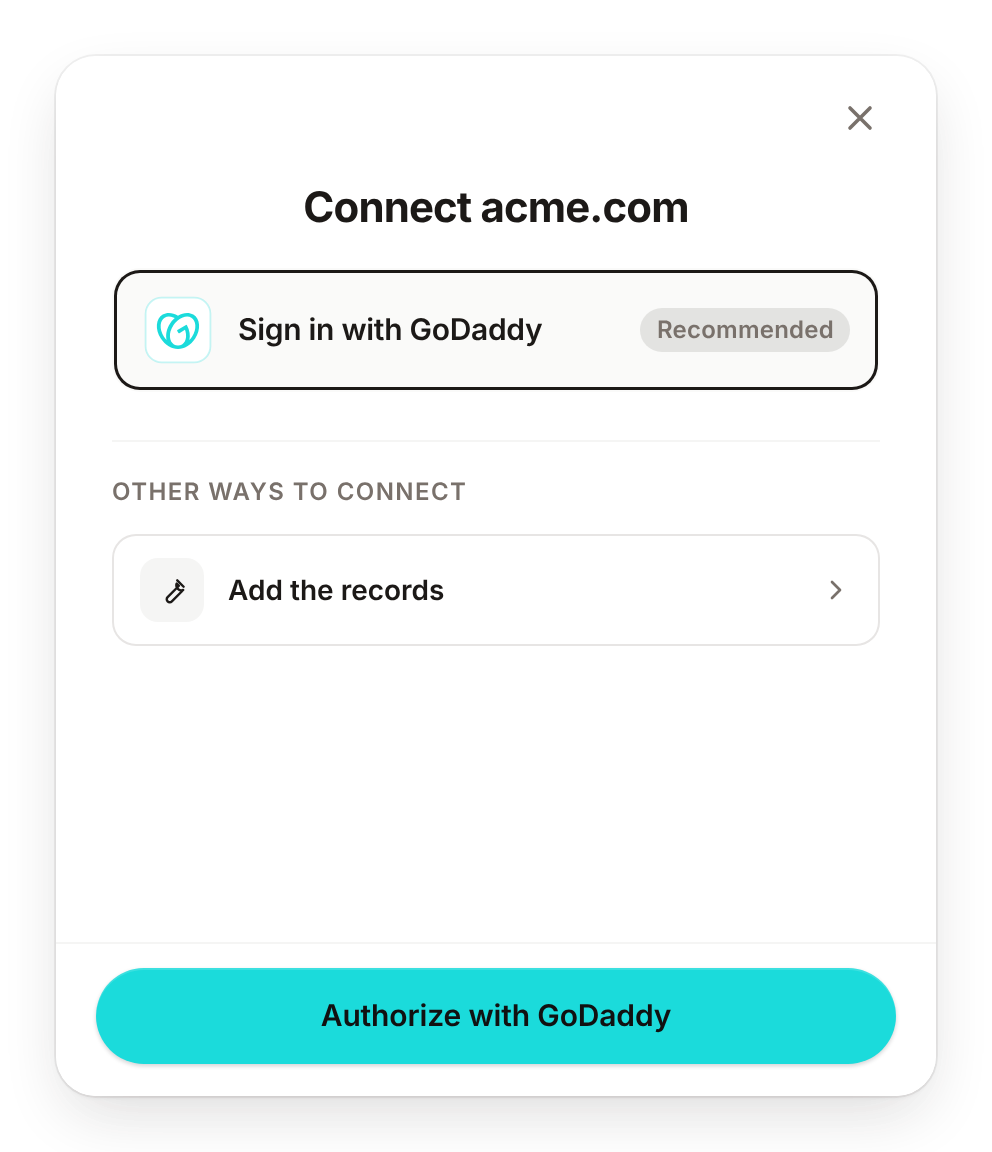 Connect acme.com
Sign in with GoDaddy
Recommended
OTHER WAYS TO CONNECT
Add the records
Authorize with GoDaddy